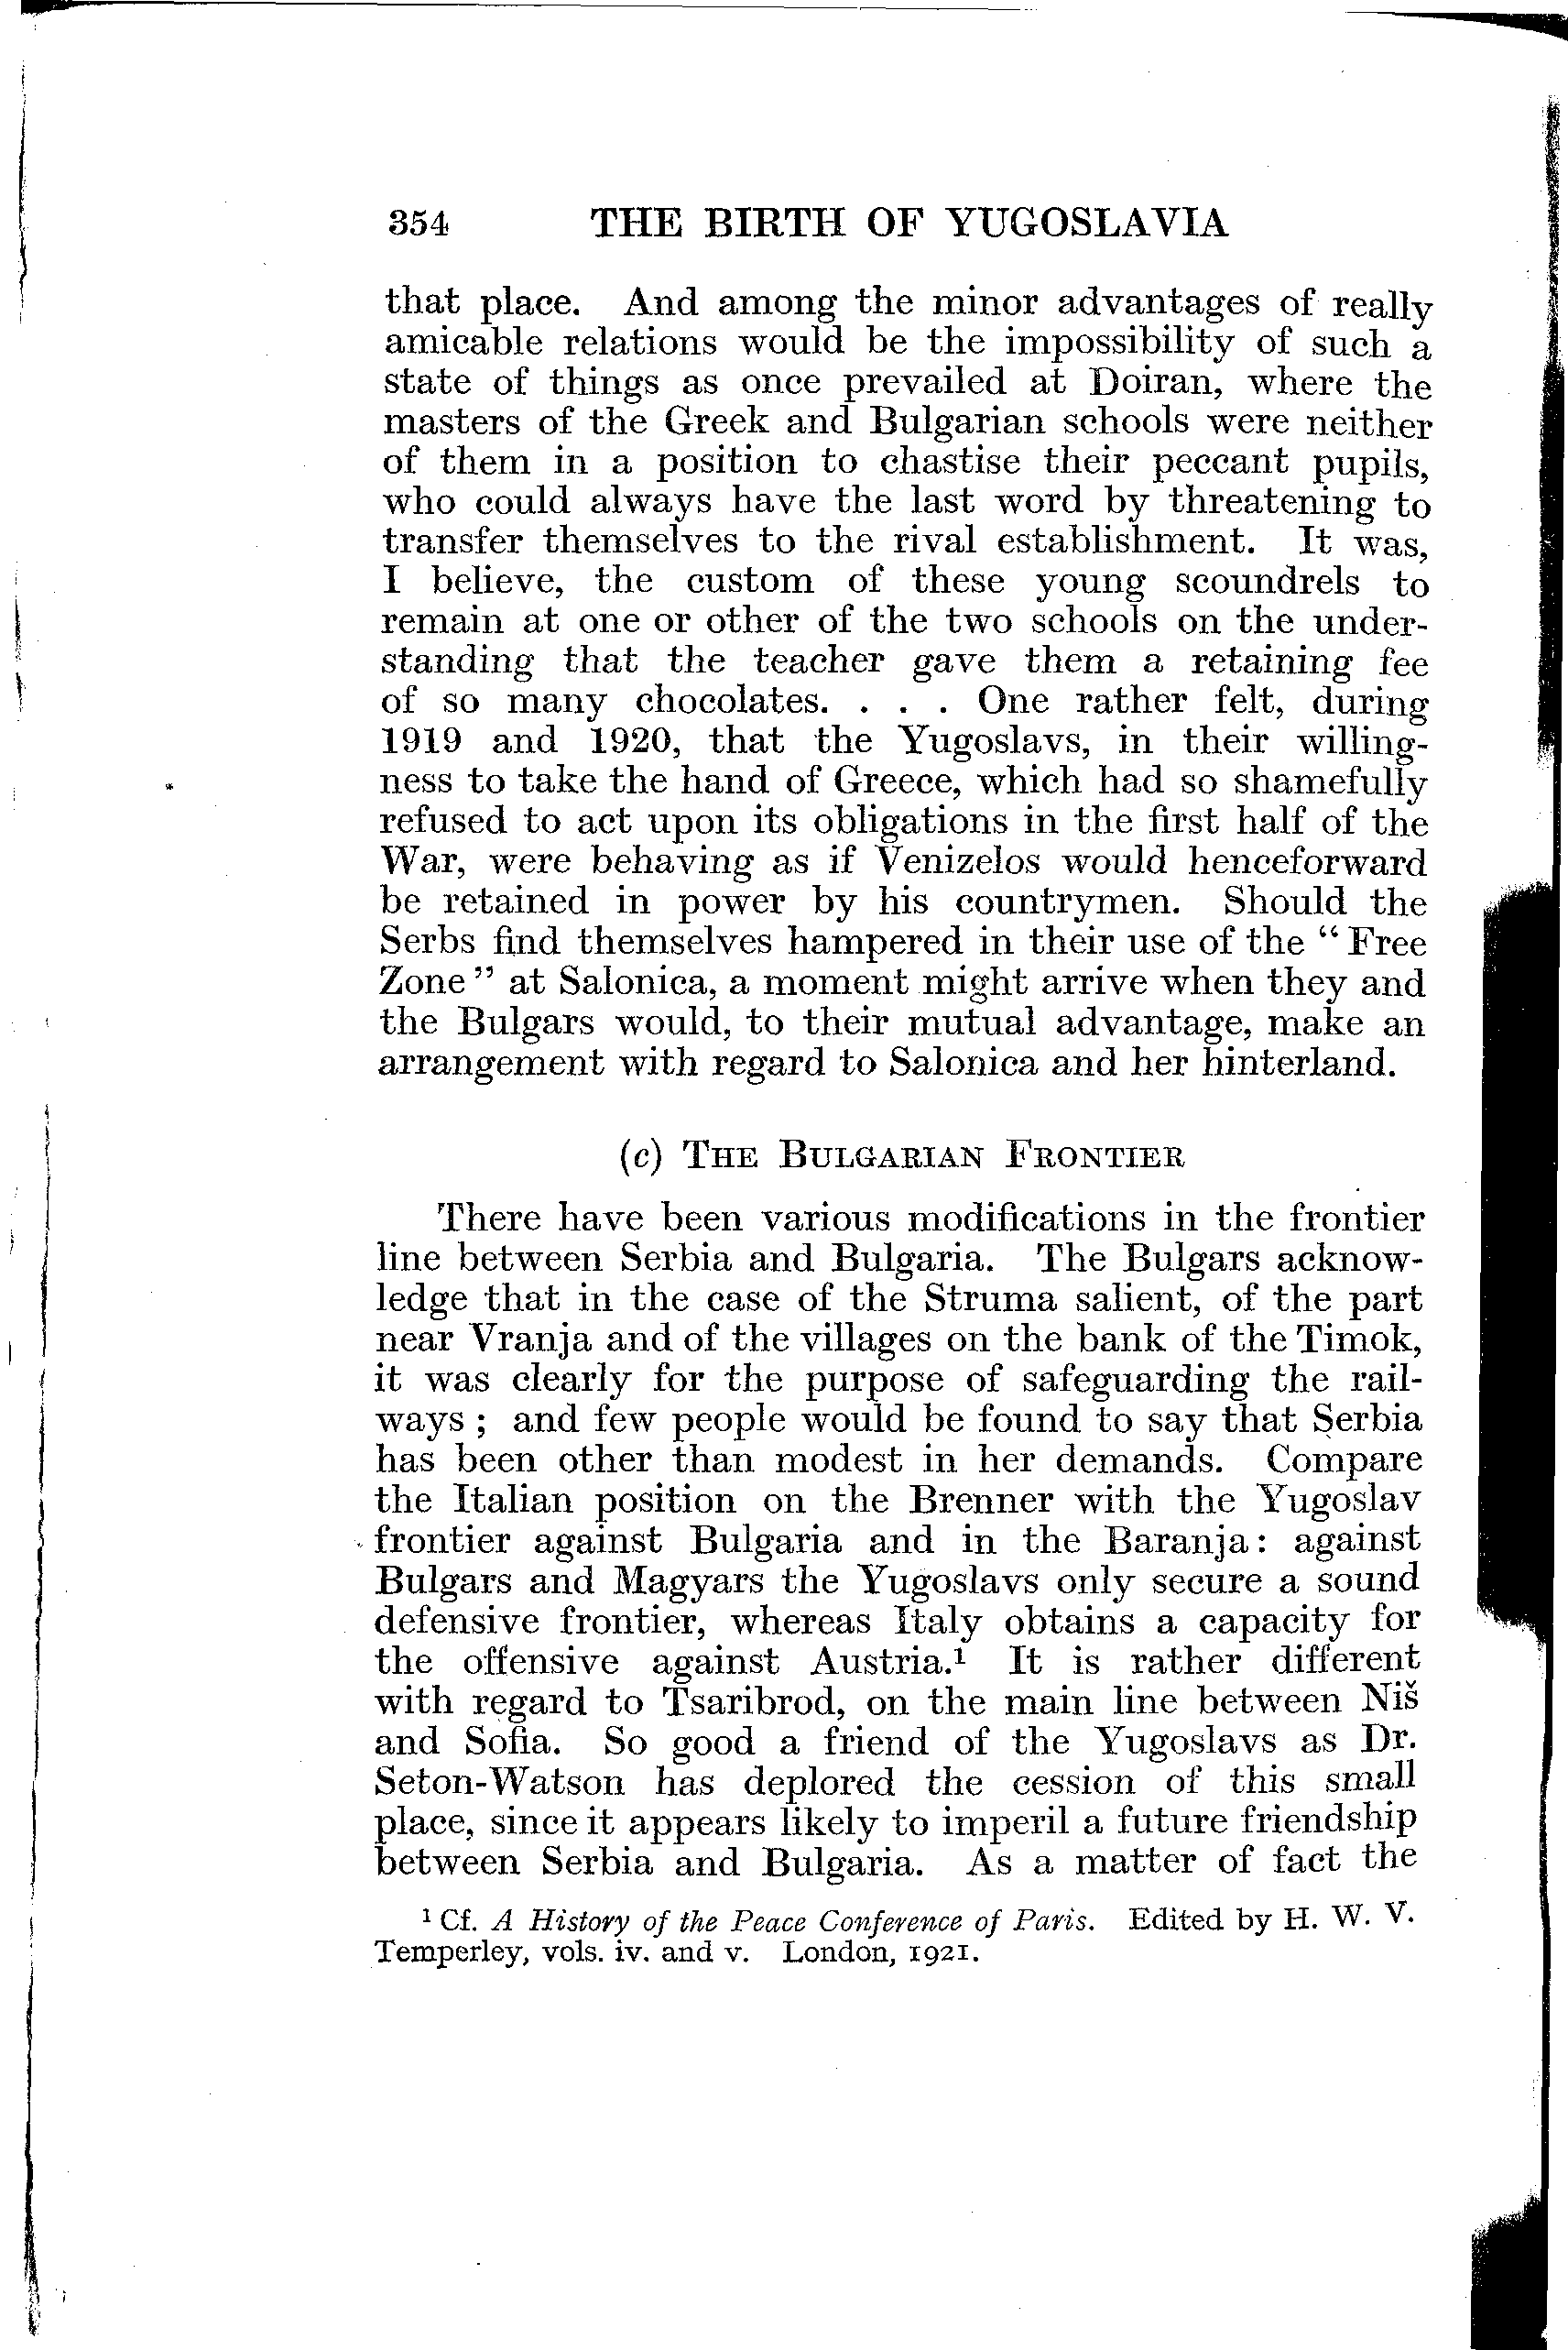 354 THE BIRTH OF YUGOSLAVIA
that place. And among the minor advantages of really
amicable relations would be the impossibility of such a
state of things as once prevailed at Doiran, where the
masters of the Greek and Bulgarian schools were neither
of them in a position to chastise their peccant pupils,
who could always have the last word by threatening to
transfer themselves to the rival establishment. It was,
I believe, the custom of these young scoundrels to
remain at one or other of the two schools on the under-
standing that the teacher gave them a retaining fee
of so many chocolates. . . . One rather felt, during
1919 and 1920, that the Yugoslavs, in their willing-
ness to take the hand of Greece, which had so shamefully
refused to act upon its obligations in the first half of the
War, were behaving as if Venizelos would henceforward
be retained in power by his countrymen. Should the
Serbs find themselves hampered in their use of the “ Free
Zone ” at Salonica, a moment might arrive when they and
the Bulgars would, to their mutual advantage, make an
arrangement with regard to Salonica and her hinterland.
(c) THE BULGARIAN FRONTIER
There have been various modifications in the frontier
line between Serbia and Bulgaria. The Bulgars acknow-
ledge that in the case of the Struma salient, of the part
near Vranja and of the villages on the bank of the Timok,
it was clearly for the purpose of safeguarding the rail-
ways ; and few people would be found to say that Serbia
has been other than modest in her demands. Compare
the Italian position on the Brenner with the Yugoslav
frontier against Bulgaria and in the Baranja: against
Bulgars and Magyars the Yugoslavs only secure a sound
defensive frontier, whereas Italy obtains a capacity for
the offensive against Austria.¹ It is rather different
with regard to Tsaribrod, on the main line between Niš
and Sofia. So good a friend of the Yugoslavs as Dr.
Seton-Watson has deplored the cession of this small
place, since it appears likely to imperil a future friendship
between Serbia and Bulgaria. As a matter of fact the
¹ Cf. A History of the Peace Conference of Paris. Edited by H. W. V.
Temperley, vols. iv. and v. London, 1921.